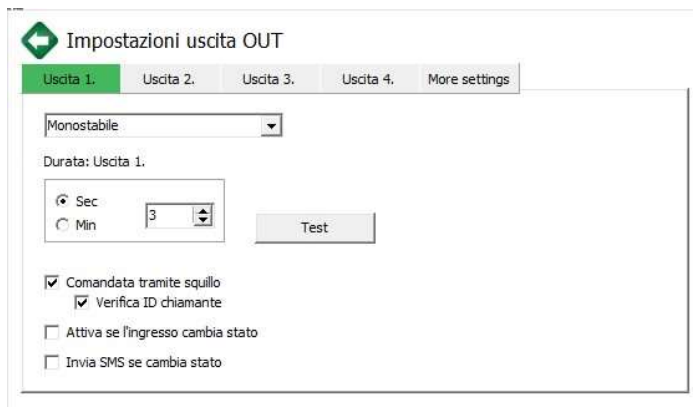 Impostazioni uscita OUT
Uscita 1. Uscita 2. Uscita 3. Uscita 4. More settings
Monostabile
Durata: Uscita 1.
Sec
3
Min
Test
Comandata tramite squillo
Verifica ID chiamante
Attiva se l'ingresso cambia stato
Invia SMS se cambia stato